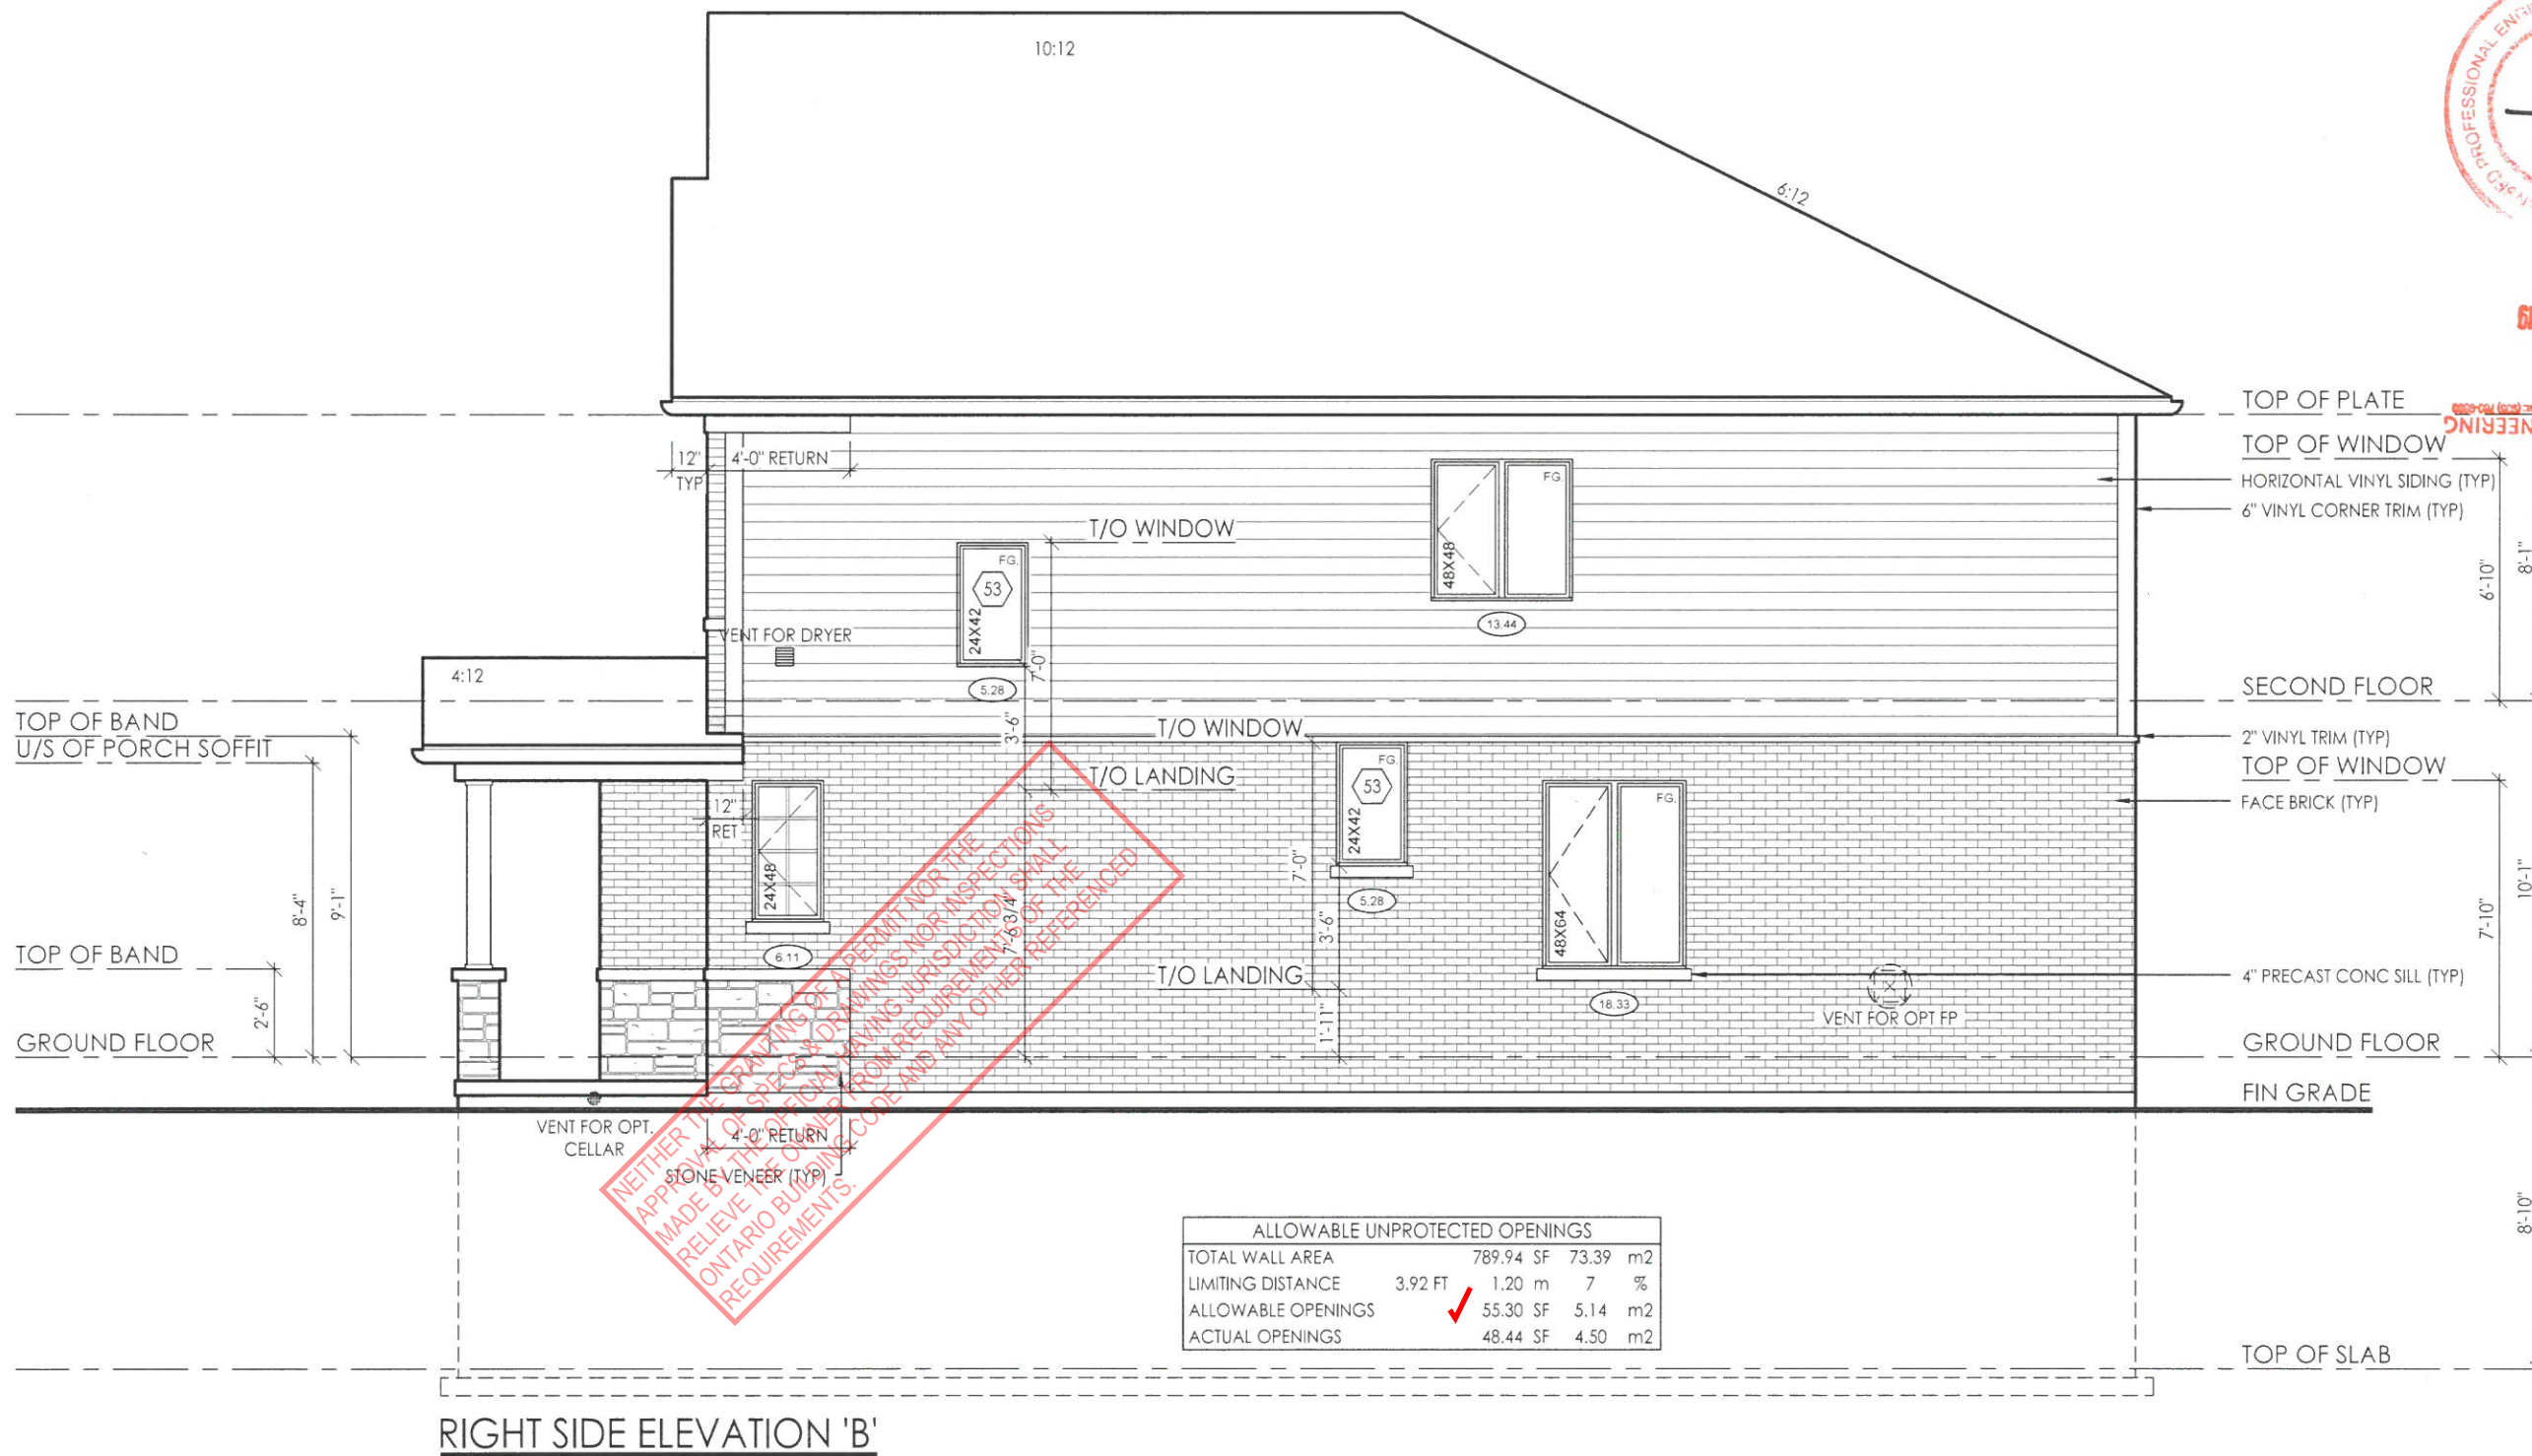 10:12
6:12
PROFESSIONAL
NEERING
TOP OF PLATE
TOP OF WINDOW
HORIZONTAL VINYL SIDING (TYP)
6" VINYL CORNER TRIM (TYP)
12" TYP
4'-0" RETURN
T/O WINDOW
FG.
53
24X42
5.28
FG.
48X48
13.44
6'-10"
8'-1"
VENT FOR DRYER
7'-0"
3'-6"
4:12
SECOND FLOOR
TOP OF BAND
U/S OF PORCH SOFFIT
T/O WINDOW
2" VINYL TRIM (TYP)
TOP OF WINDOW
FACE BRICK (TYP)
T/O LANDING
12"
RET
24X48
6.11
FG.
53
24X42
5.28
7'-0"
3'-6"
1'-11"
FG.
48X64
18.33
8'-4"
9'-1"
7'-6 3/4"
10'-1"
7'-10"
TOP OF BAND
2'-6"
T/O LANDING
4" PRECAST CONC SILL (TYP)
VENT FOR OPT FP
GROUND FLOOR
GROUND FLOOR
FIN GRADE
VENT FOR OPT.
CELLAR
4'-0" RETURN
STONE VENEER (TYP)
NEITHER THE GRANTING OF A PERMIT NOR THE
APPROVAL OF SPECS & DRAWINGS NOR INSPECTIONS
MADE BY THE OFFICIAL HAVING JURISDICTION SHALL
RELIEVE THE OWNER FROM REQUIREMENTS OF THE
ONTARIO BUILDING CODE AND ANY OTHER REFERENCED
REQUIREMENTS.
8'-10"
ALLOWABLE UNPROTECTED OPENINGS
TOTAL WALL AREA 789.94 SF 73.39 m2
LIMITING DISTANCE 3.92 FT 1.20 m 7 %
ALLOWABLE OPENINGS 55.30 SF 5.14 m2
ACTUAL OPENINGS 48.44 SF 4.50 m2
TOP OF SLAB
RIGHT SIDE ELEVATION 'B'